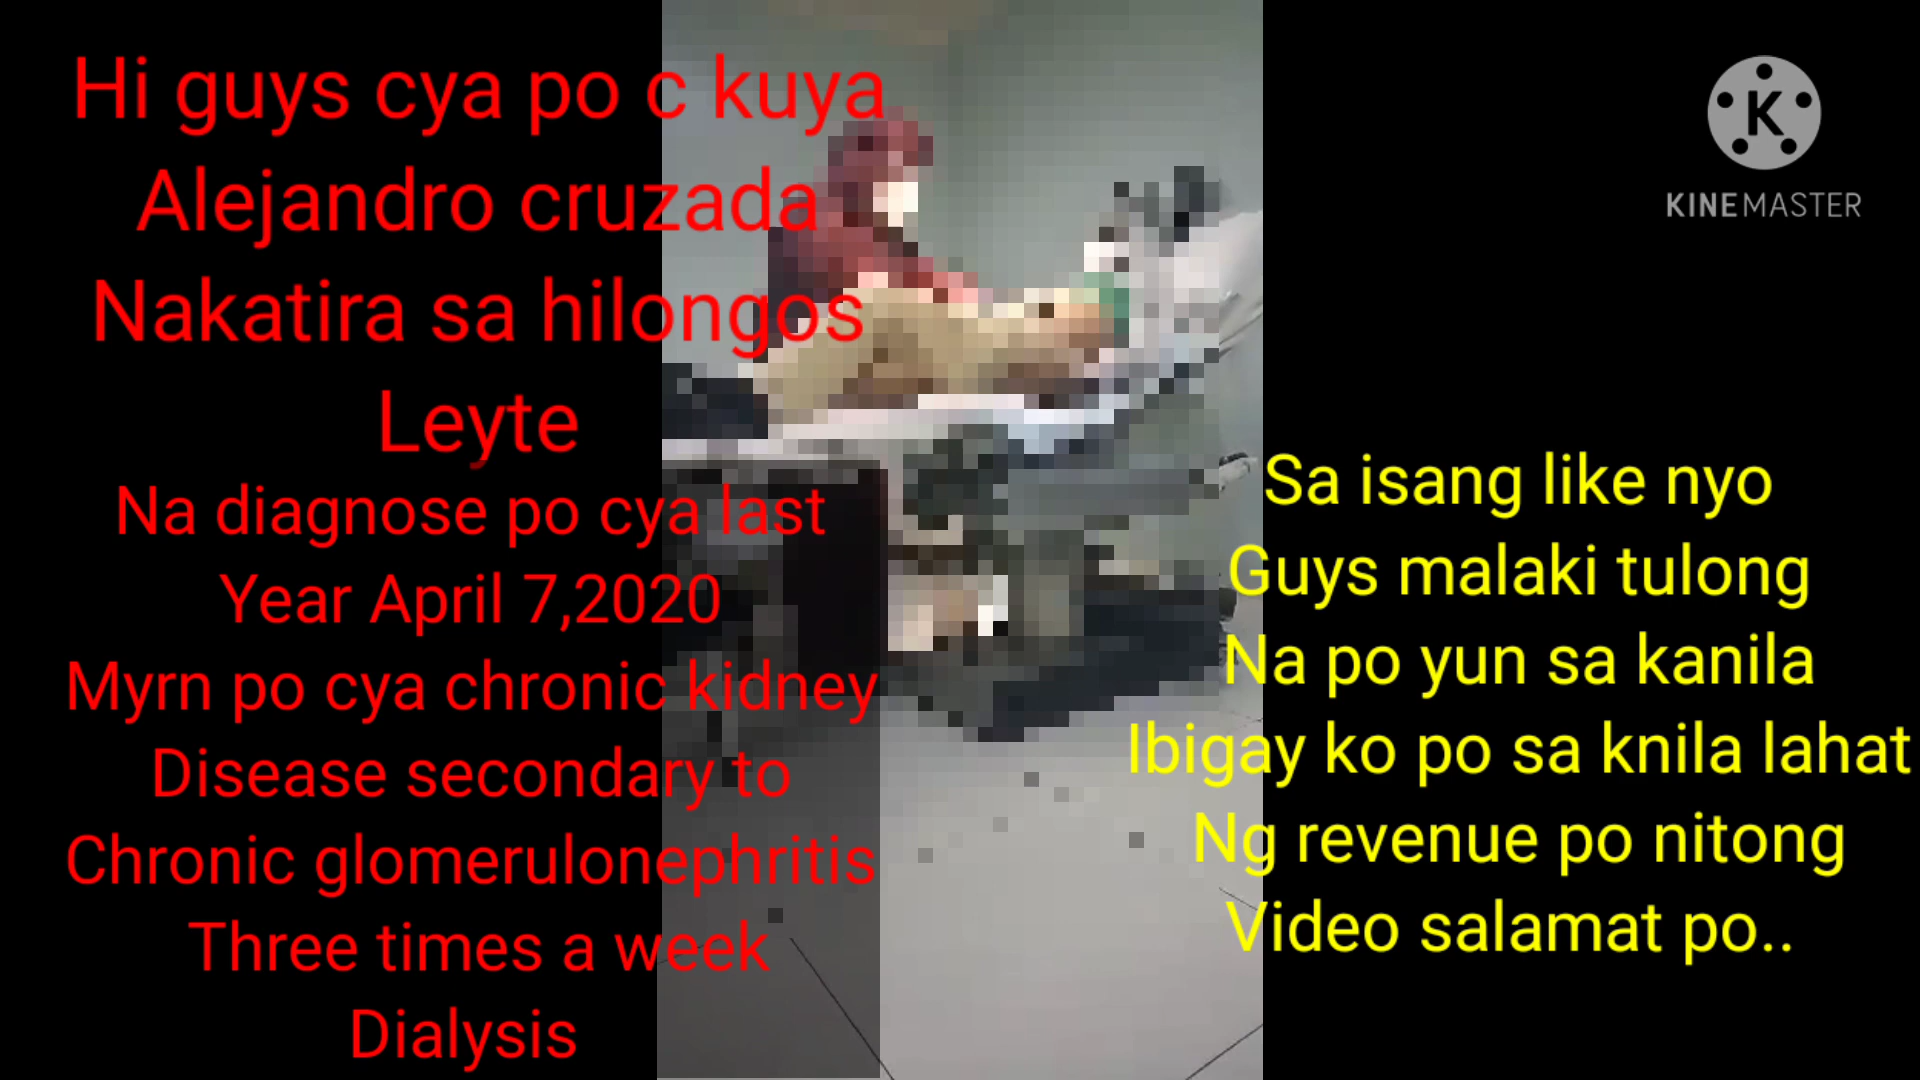 Hi guys cya po c kuya
Alejandro cruzada
Nakatira sa hilongos
Leyte
Na diagnose po cya last
Year April 7,2020
Myrn po cya chronic kidney
Disease secondary to
Chronic glomerulonephritis
Three times a week
Dialysis
KINEMASTER
Sa isang like nyo
Guys malaki tulong
Na po yun sa kanila
Ibigay ko po sa knila lahat
Ng revenue po nitong
Video salamat po..